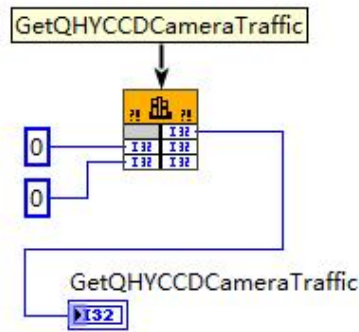 GetQHYCCDCameraTraffic
?! ?!
I32
0
I32 I32
0
I32 I32
GetQHYCCDCameraTraffic
I32